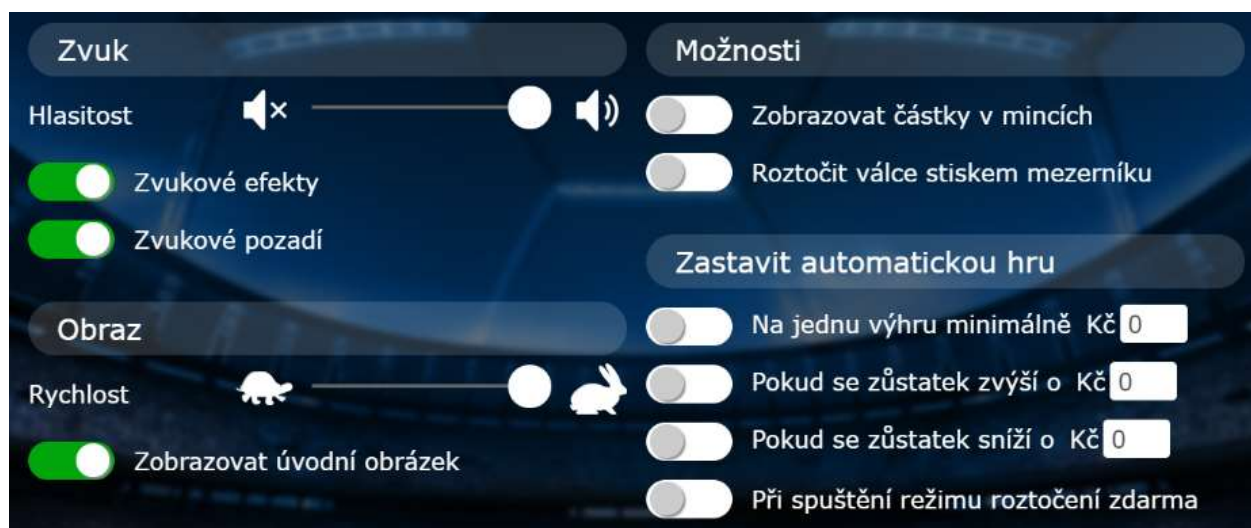 Zvuk
Hlasitost
Zvukové efekty
Zvukové pozadí
Obraz
Rychlost
Zobrazovat úvodní obrázek
Možnosti
Zobrazovat částky v mincích
Roztočit válce stiskem mezerníku
Zastavit automatickou hru
Na jednu výhru minimálně Kč 0
Pokud se zůstatek zvýší o Kč 0
Pokud se zůstatek sníží o Kč 0
Při spuštění režimu roztočení zdarma